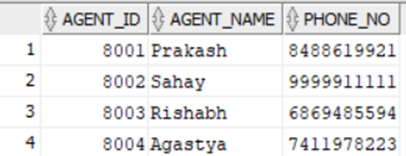 AGENT_ID AGENT_NAME PHONE_NO
1 8001 Prakash 8488619921
2 8002 Sahay 9999911111
3 8003 Rishabh 6869485594
4 8004 Agastya 7411978223